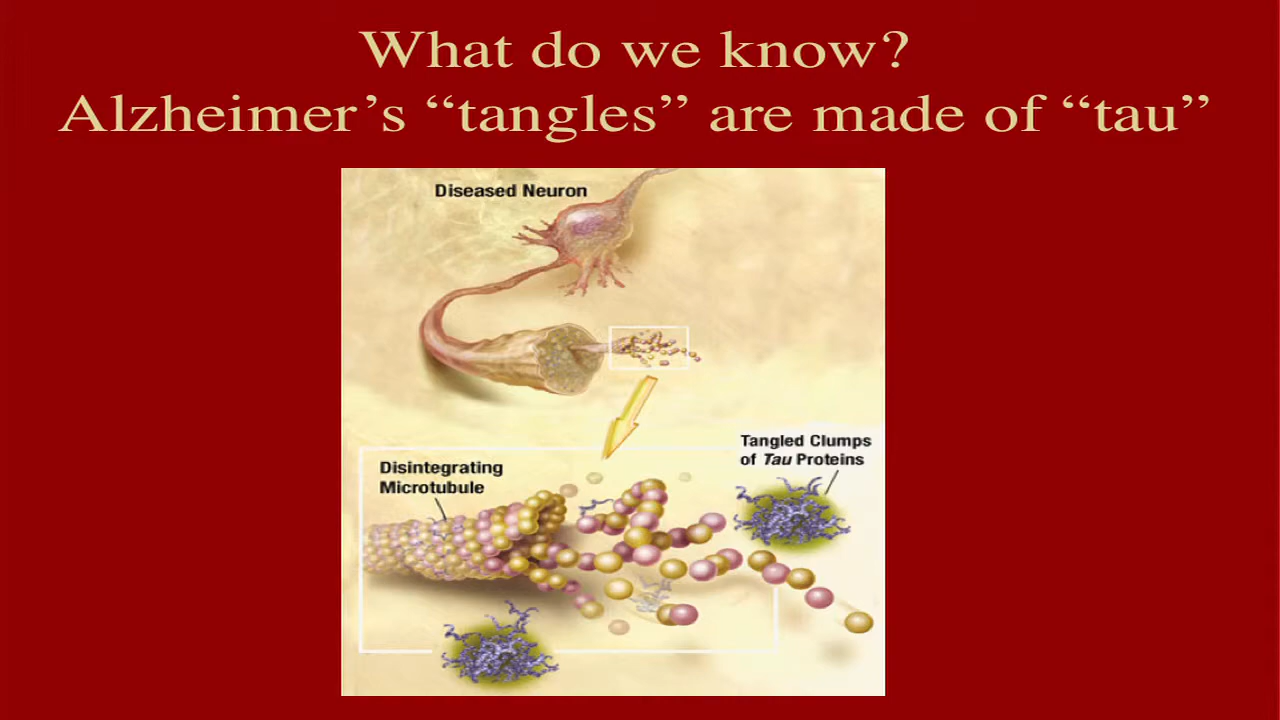 What do we know?
Alzheimer’s “tangles” are made of “tau”
Diseased Neuron
Tangled Clumps
of Tau Proteins
Disintegrating
Microtubule